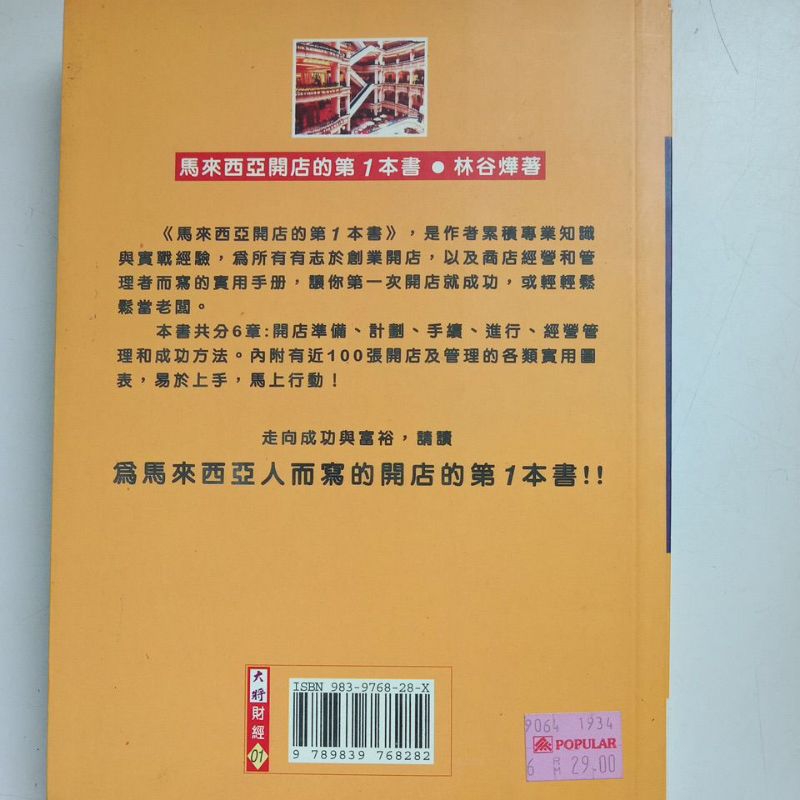 馬來西亞開店的第1本書●林谷燁著
《馬來西亞開店的第1本書》,是作者累積專業知識
與實戰經驗,為所有有志於創業開店,以及商店經營和管
理者而寫的實用手册,讓你第一次開店就成功,或輕輕鬆
鬆當老闆。
本書共分6章:開店準備、計劃、手續、進行、經營管
理和成功方法。內附有近100張開店及管理的各類實用圖
表,易於上手,馬上行動!
走向成功與富裕,請讀
為馬來西亞人而寫的開店的第1本書!!
大將
財經
01
ISBN 983-9768-28-X
9 789839 768282
9064 1934
POPULAR
6 RM 29.00